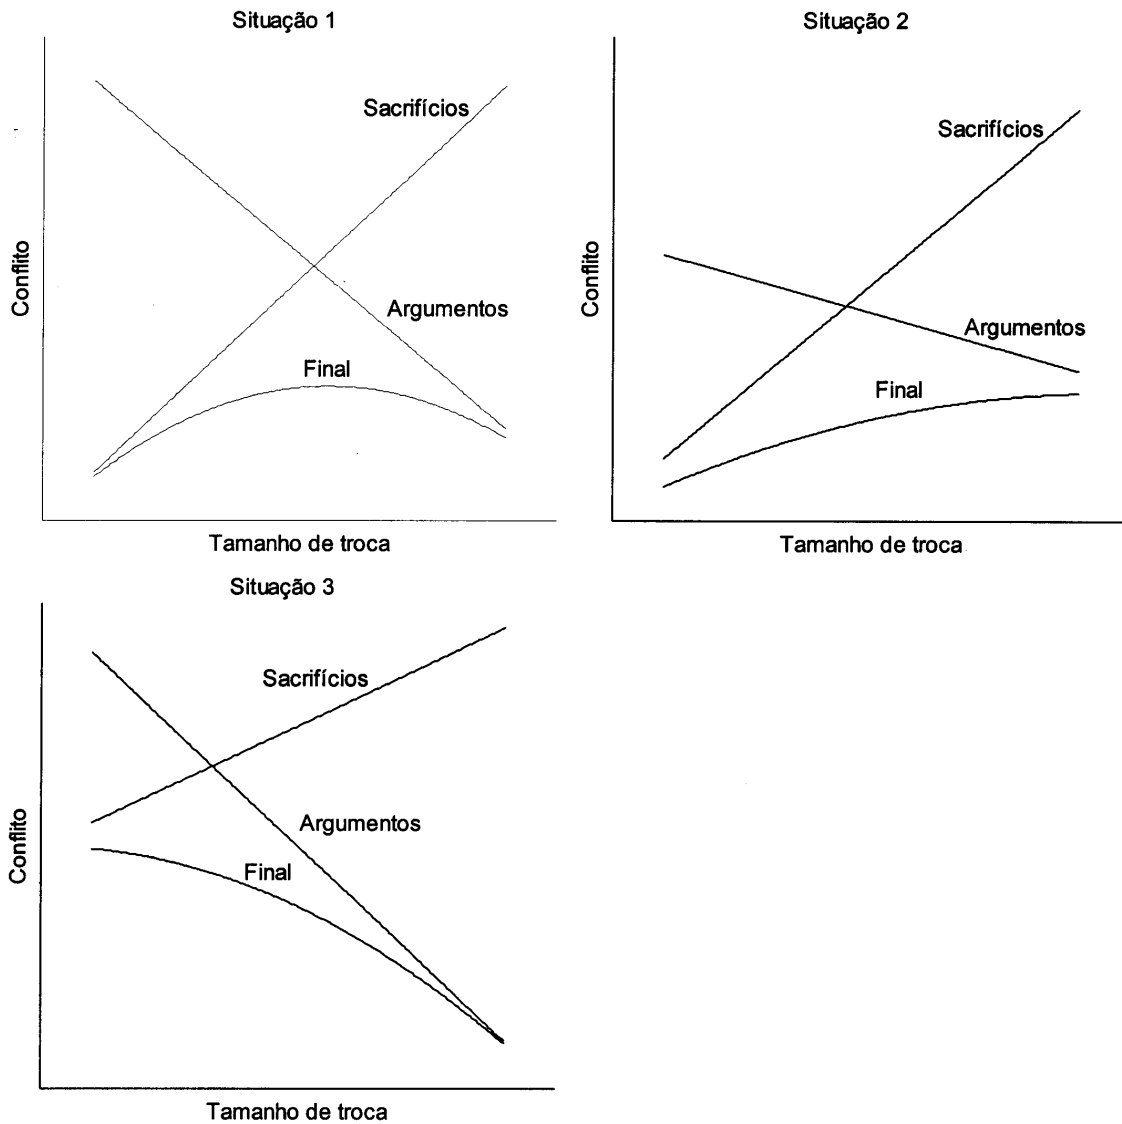 Situação 1
Sacrifícios
Conflito
Argumentos
Final
Tamanho de troca
Situação 2
Sacrifícios
Conflito
Argumentos
Final
Tamanho de troca
Situação 3
Sacrifícios
Conflito
Argumentos
Final
Tamanho de troca